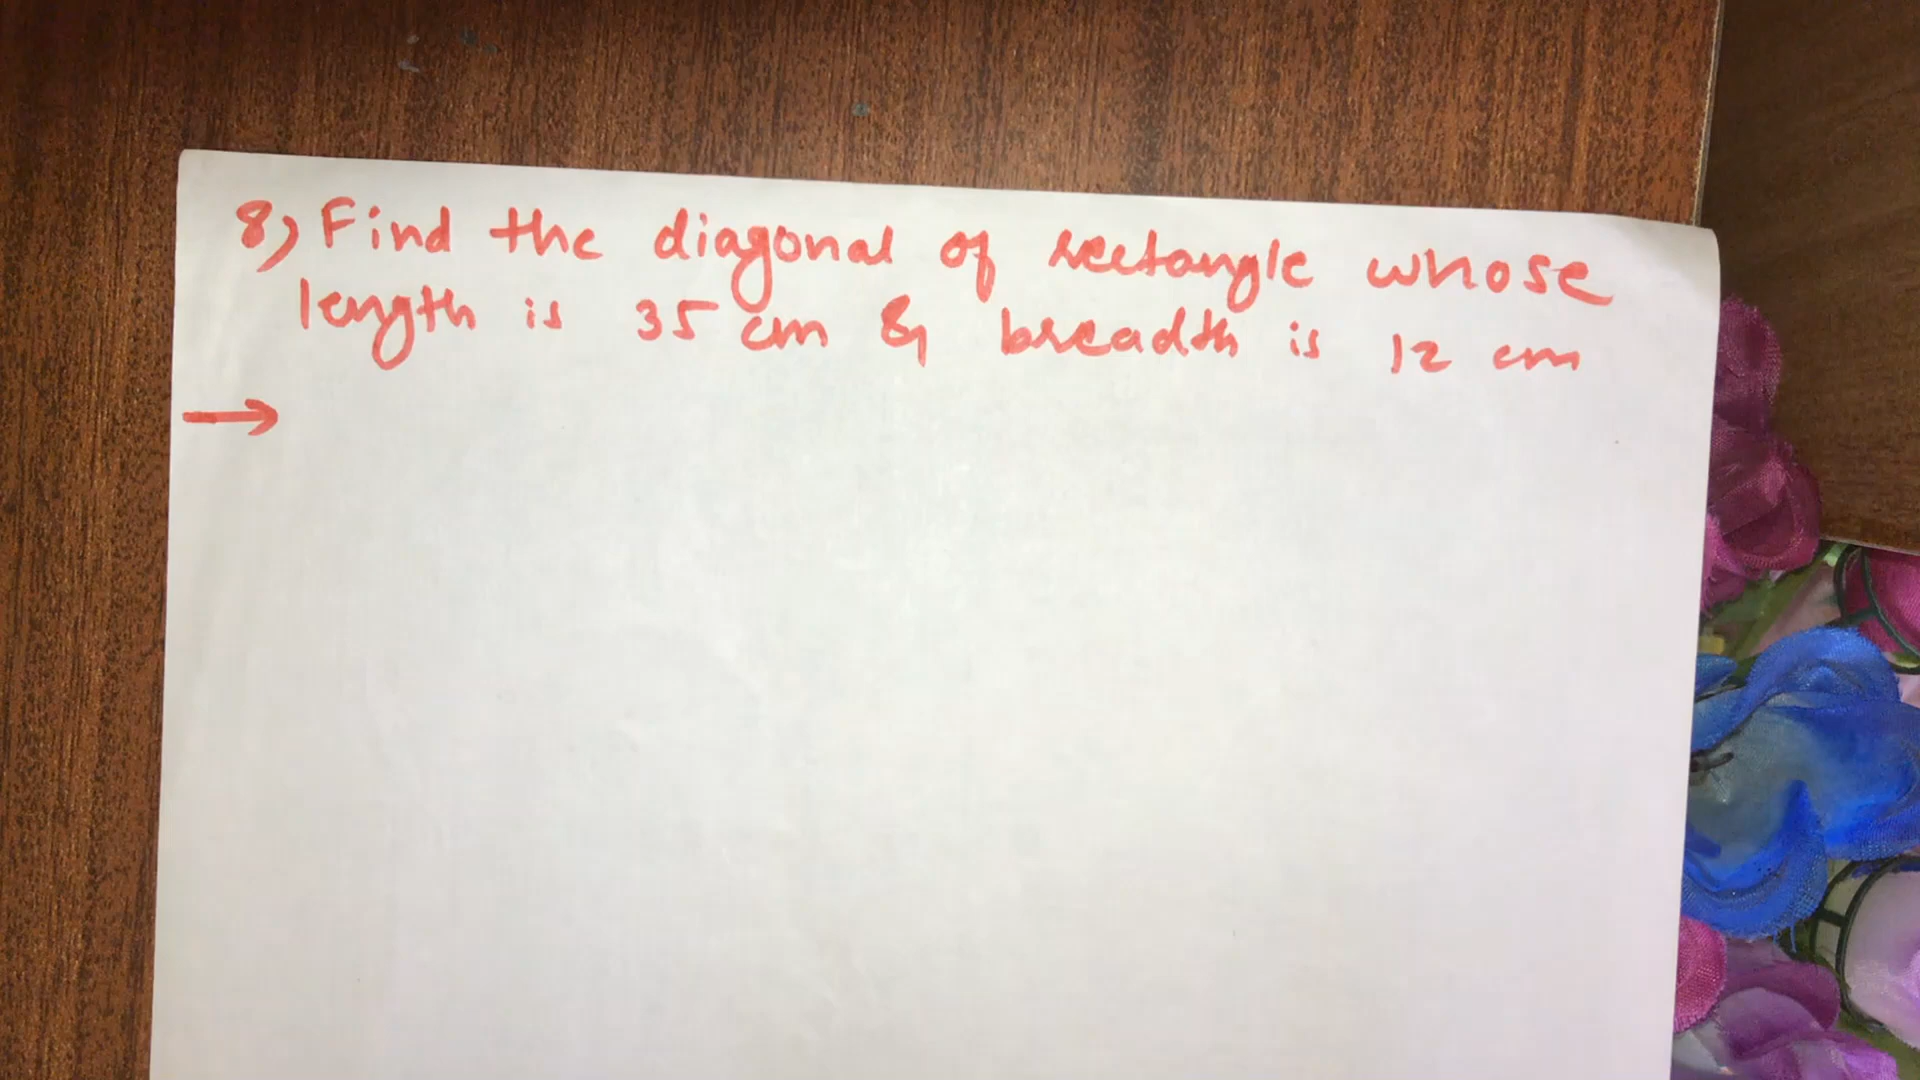 8) Find the diagonal of rectangle whose
length is 35 cm & breadth is 12 cm
→